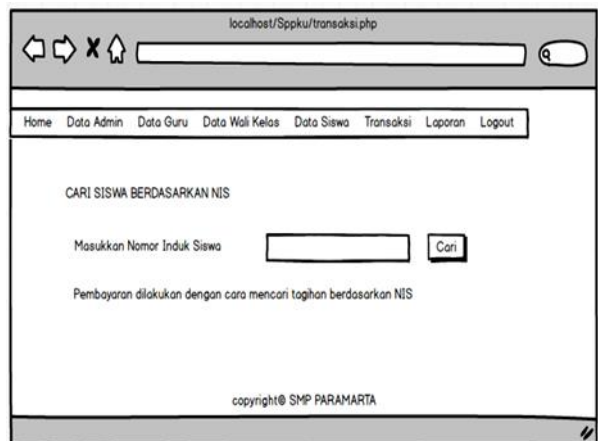 localhost/Sppku/transaksi.php
Home Data Admin Data Guru Data Wali Kelas Data Siswa Transaksi Laporan Logout
CARI SISWA BERDASARKAN NIS
Masukkan Nomor Induk Siswa Cari
Pembayaran dilakukan dengan cara mencari tagihan berdasarkan NIS
copyright© SMP PARAMARTA